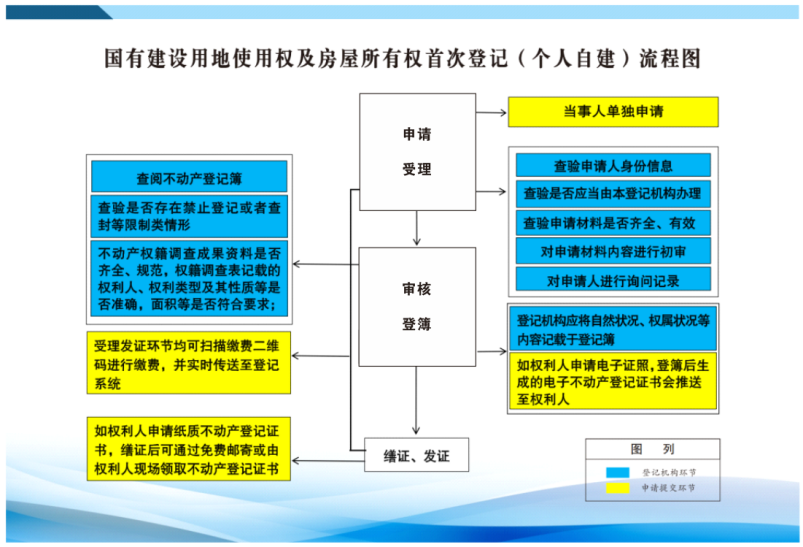 国有建设用地使用权及房屋所有权首次登记（个人自建）流程图
申请
受理
当事人单独申请
查验申请人身份信息
查验是否应当由本登记机构办理
查验申请材料是否齐全、有效
对申请材料内容进行初审
对申请人进行询问记录
查阅不动产登记簿
查验是否存在禁止登记或者查
封等限制类情形
不动产权籍调查成果资料是否
齐全、规范，权籍调查表记载的
权利人、权利类型及其性质等是
否准确，面积等是否符合要求；
审核
登簿
登记机构应将自然状况、权属状况等
内容记载于登记簿
如权利人申请电子证照，登簿后生
成的电子不动产登记证书会推送
至权利人
受理发证环节均可扫描缴费二维
码进行缴费，并实时传送至登记
系统
如权利人申请纸质不动产登记证
书，缮证后可通过免费邮寄或由
权利人现场领取不动产登记证书
缮证、发证
图 列
登记机构环节
申请提交环节